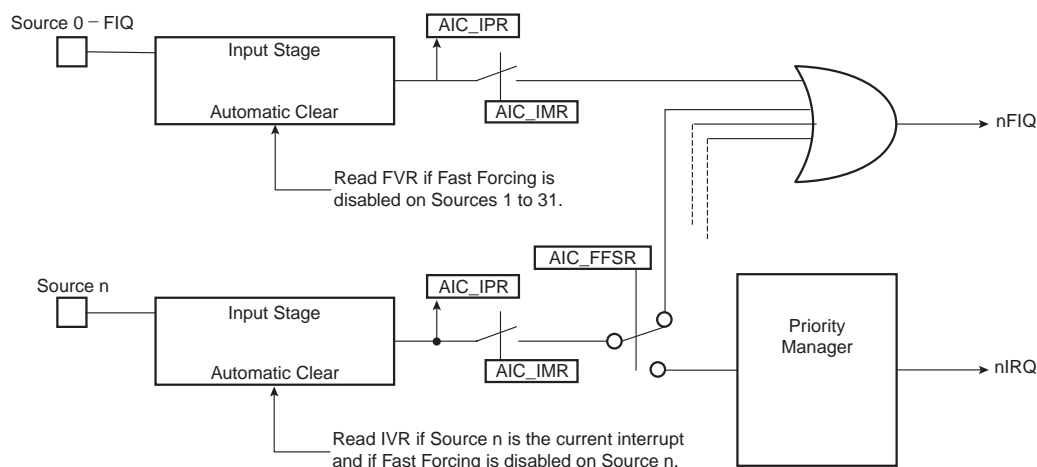 Source 0 – FIQ
AIC_IPR
Input Stage
Automatic Clear
AIC_IMR
nFIQ
Read FVR if Fast Forcing is
disabled on Sources 1 to 31.
AIC_FFSR
Source n
AIC_IPR
Input Stage
Priority
Manager
Automatic Clear
AIC_IMR
nIRQ
Read IVR if Source n is the current interrupt
and if Fast Forcing is disabled on Source n.